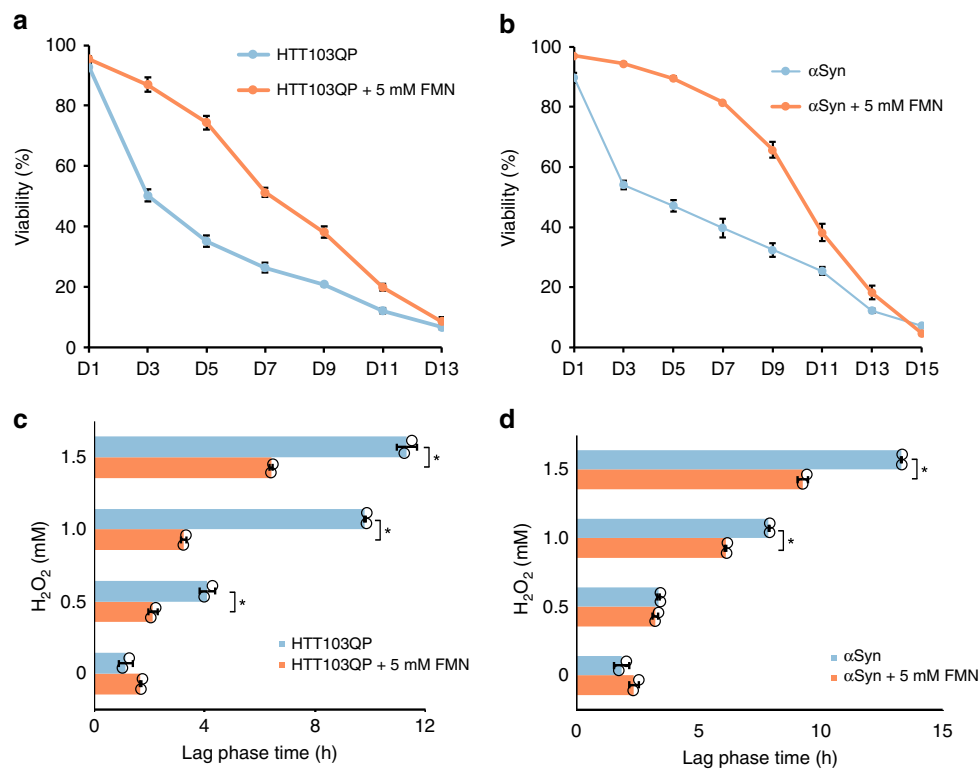 a
100
80
60
40
20
0
Viability (%)
D1 D3 D5 D7 D9 D11 D13
HTT103QP
HTT103QP + 5 mM FMN
b
100
80
60
40
20
0
Viability (%)
D1 D3 D5 D7 D9 D11 D13 D15
αSyn
αSyn + 5 mM FMN
c
H₂O₂ (mM)
1.5
*
1.0
*
0.5
*
0
HTT103QP
HTT103QP + 5 mM FMN
0 4 8 12
Lag phase time (h)
d
H₂O₂ (mM)
1.5
*
1.0
*
0.5
0
αSyn
αSyn + 5 mM FMN
0 5 10 15
Lag phase time (h)